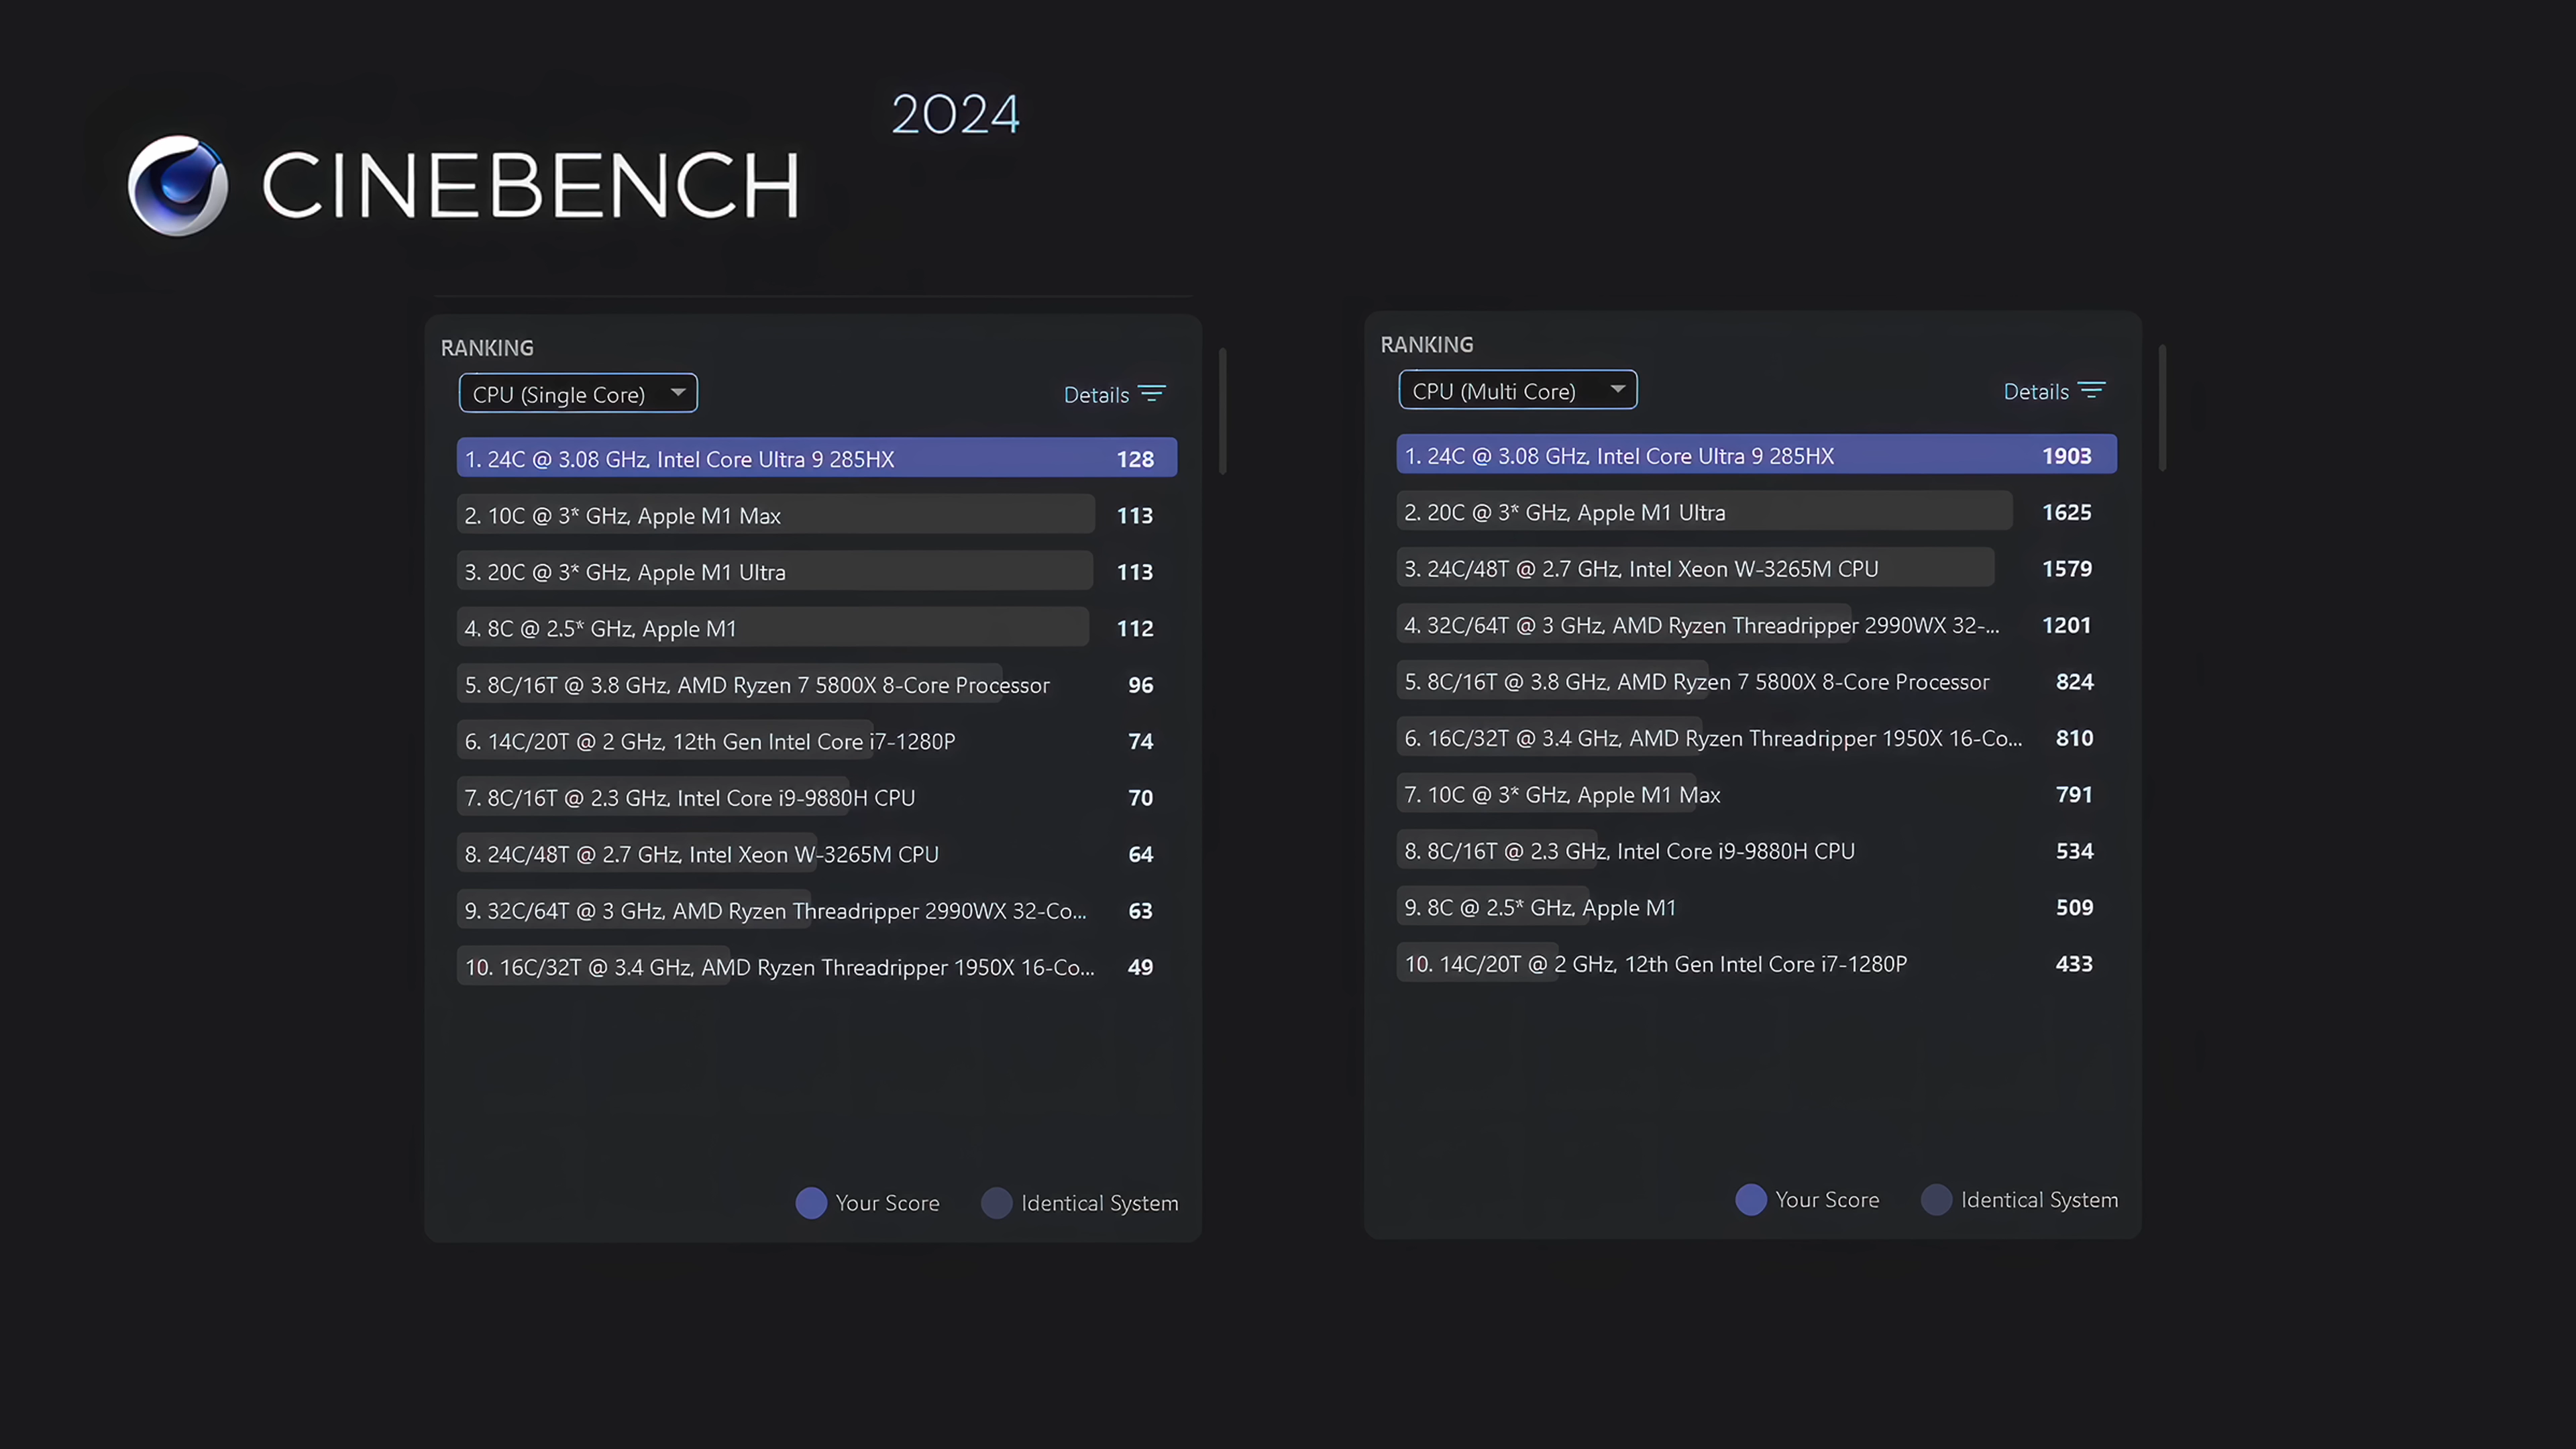 2024
CINEBENCH
RANKING
CPU (Single Core)
Details
1. 24C @ 3.08 GHz, Intel Core Ultra 9 285HX 128
2. 10C @ 3* GHz, Apple M1 Max 113
3. 20C @ 3* GHz, Apple M1 Ultra 113
4. 8C @ 2.5* GHz, Apple M1 112
5. 8C/16T @ 3.8 GHz, AMD Ryzen 7 5800X 8-Core Processor 96
6. 14C/20T @ 2 GHz, 12th Gen Intel Core i7-1280P 74
7. 8C/16T @ 2.3 GHz, Intel Core i9-9880H CPU 70
8. 24C/48T @ 2.7 GHz, Intel Xeon W-3265M CPU 64
9. 32C/64T @ 3 GHz, AMD Ryzen Threadripper 2990WX 32-Co... 63
10. 16C/32T @ 3.4 GHz, AMD Ryzen Threadripper 1950X 16-Co... 49
Your Score
Identical System
RANKING
CPU (Multi Core)
Details
1. 24C @ 3.08 GHz, Intel Core Ultra 9 285HX 1903
2. 20C @ 3* GHz, Apple M1 Ultra 1625
3. 24C/48T @ 2.7 GHz, Intel Xeon W-3265M CPU 1579
4. 32C/64T @ 3 GHz, AMD Ryzen Threadripper 2990WX 32-... 1201
5. 8C/16T @ 3.8 GHz, AMD Ryzen 7 5800X 8-Core Processor 824
6. 16C/32T @ 3.4 GHz, AMD Ryzen Threadripper 1950X 16-Co... 810
7. 10C @ 3* GHz, Apple M1 Max 791
8. 8C/16T @ 2.3 GHz, Intel Core i9-9880H CPU 534
9. 8C @ 2.5* GHz, Apple M1 509
10. 14C/20T @ 2 GHz, 12th Gen Intel Core i7-1280P 433
Your Score
Identical System